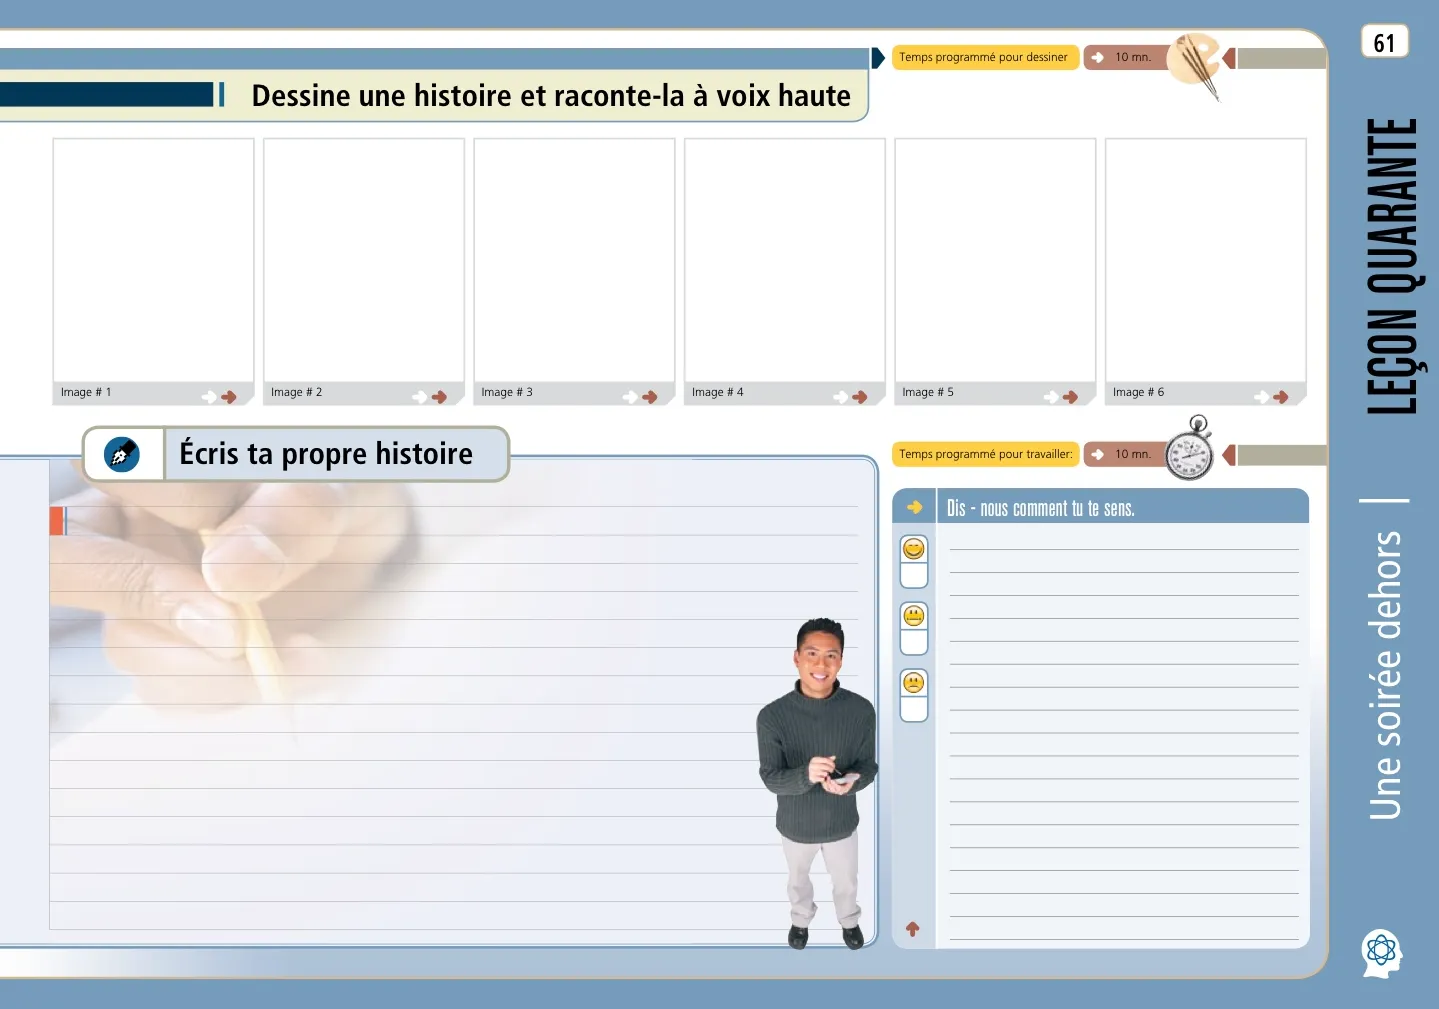 Temps programmé pour dessiner
10 mn.
61
Dessine une histoire et raconte-la à voix haute
Image # 1
Image # 2
Image # 3
Image # 4
Image # 5
Image # 6
Écris ta propre histoire
Temps programmé pour travailler:
10 mn.
Dis - nous comment tu te sens.
LEÇON QUARANTE
Une soirée dehors